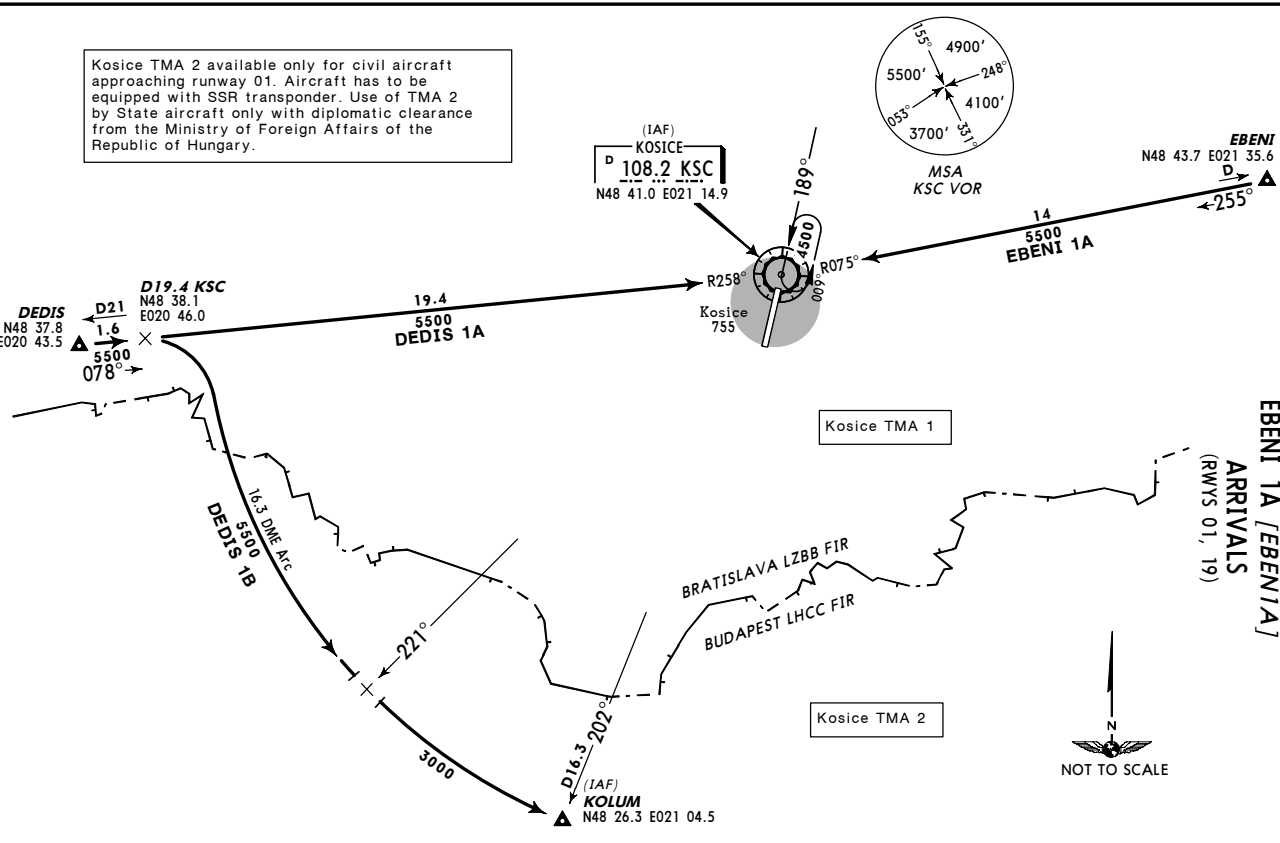 Kosice TMA 2 available only for civil aircraft
approaching runway 01. Aircraft has to be
equipped with SSR transponder. Use of TMA 2
by State aircraft only with diplomatic clearance
from the Ministry of Foreign Affairs of the
Republic of Hungary.
155°
4900'
5500'
248°
4100'
053°
3700'
331°
MSA
KSC VOR
(IAF)
KOSICE
D 108.2 KSC
N48 41.0 E021 14.9
189°
4500
009°
EBENI
N48 43.7 E021 35.6
D
255°
14
5500
EBENI 1A
R075°
R258°
Kosice
755
D19.4 KSC
N48 38.1
E020 46.0
DEDIS
N48 37.8
E020 43.5
D21
1.6
5500
078°
19.4
5500
DEDIS 1A
Kosice TMA 1
EBENI 1A [EBEN1A]
ARRIVALS
(RWYS 01, 19)
16.3 DME Arc
5500
DEDIS 1B
BRATISLAVA LZBB FIR
BUDAPEST LHCC FIR
221°
202°
D16.3
3000
(IAF)
KOLUM
N48 26.3 E021 04.5
Kosice TMA 2
N
NOT TO SCALE